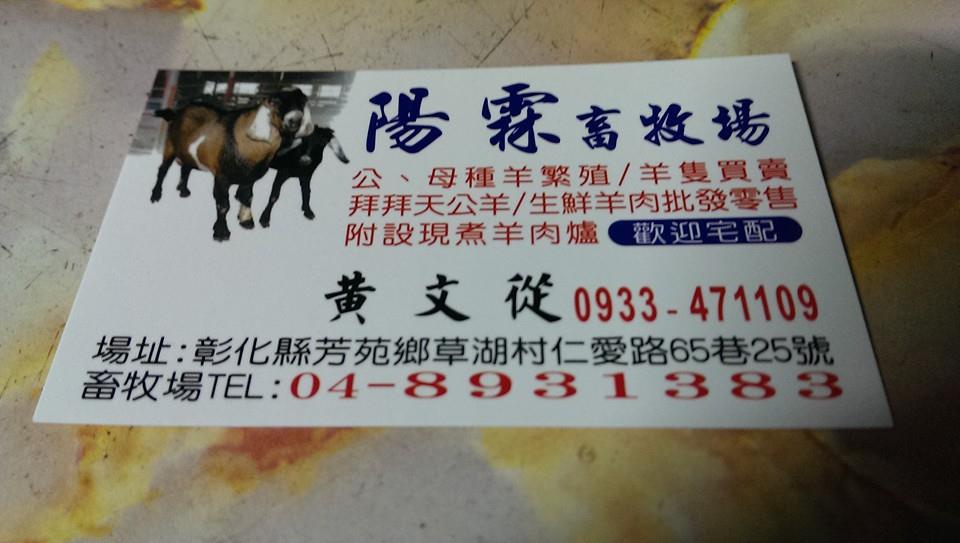 陽霖畜牧場
公、母種羊繁殖/羊隻買賣
拜拜天公羊/生鮮羊肉批發零售
附設現煮羊肉爐 歡迎宅配
黃文從 0933-471109
場址:彰化縣芳苑鄉草湖村仁愛路65巷25號
畜牧場TEL:04-8931383